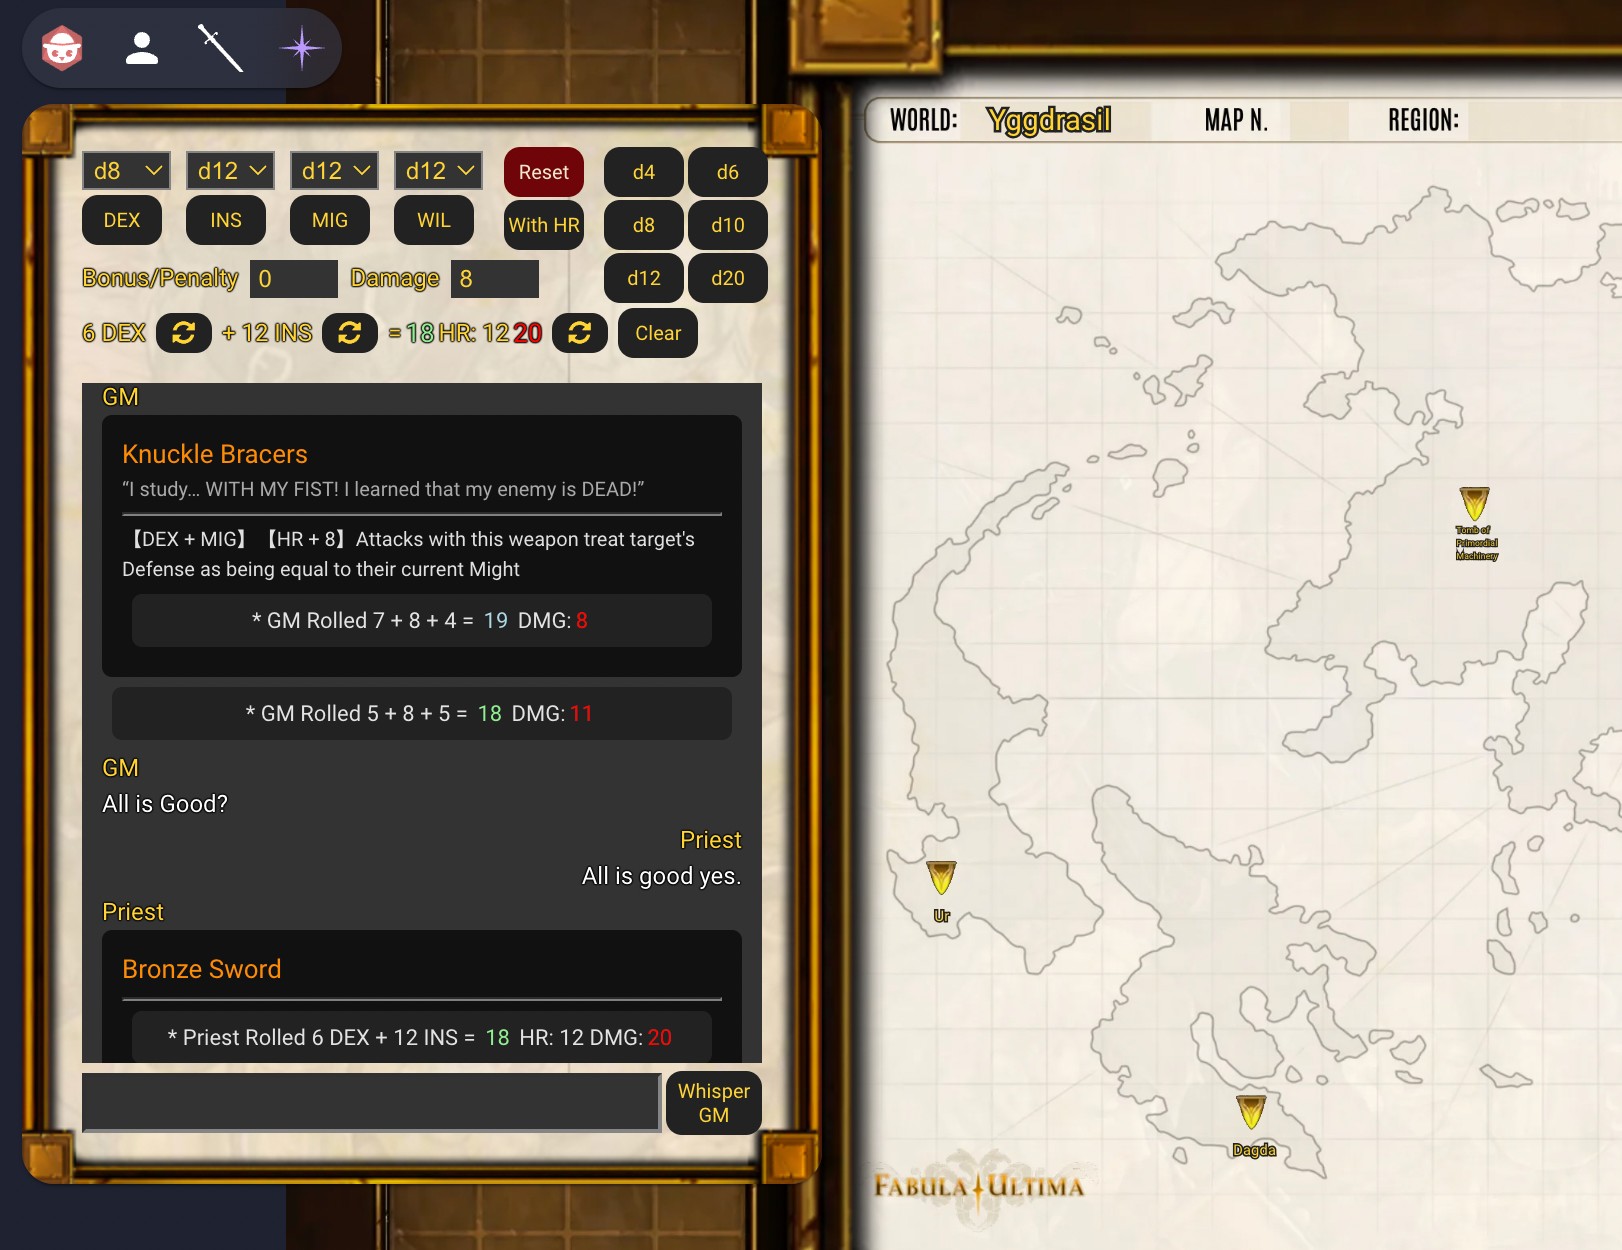 d8 d12 d12 d12 Reset d4 d6
DEX INS MIG WIL With HR d8 d10
Bonus/Penalty 0 Damage 8 d12 d20
6 DEX + 12 INS = 18 HR: 12 20 Clear
GM
Knuckle Bracers
“I study... WITH MY FIST! I learned that my enemy is DEAD!”
【DEX + MIG】 【HR + 8】Attacks with this weapon treat target's
Defense as being equal to their current Might
* GM Rolled 7 + 8 + 4 = 19 DMG: 8
* GM Rolled 5 + 8 + 5 = 18 DMG: 11
GM
All is Good?
Priest
All is good yes.
Priest
Bronze Sword
* Priest Rolled 6 DEX + 12 INS = 18 HR: 12 DMG: 20
Whisper
GM
WORLD: Yggdrasil MAP N. REGION:
Tomb of
Primordial
Machinery
Ur
Dagda
FABULA ULTIMA